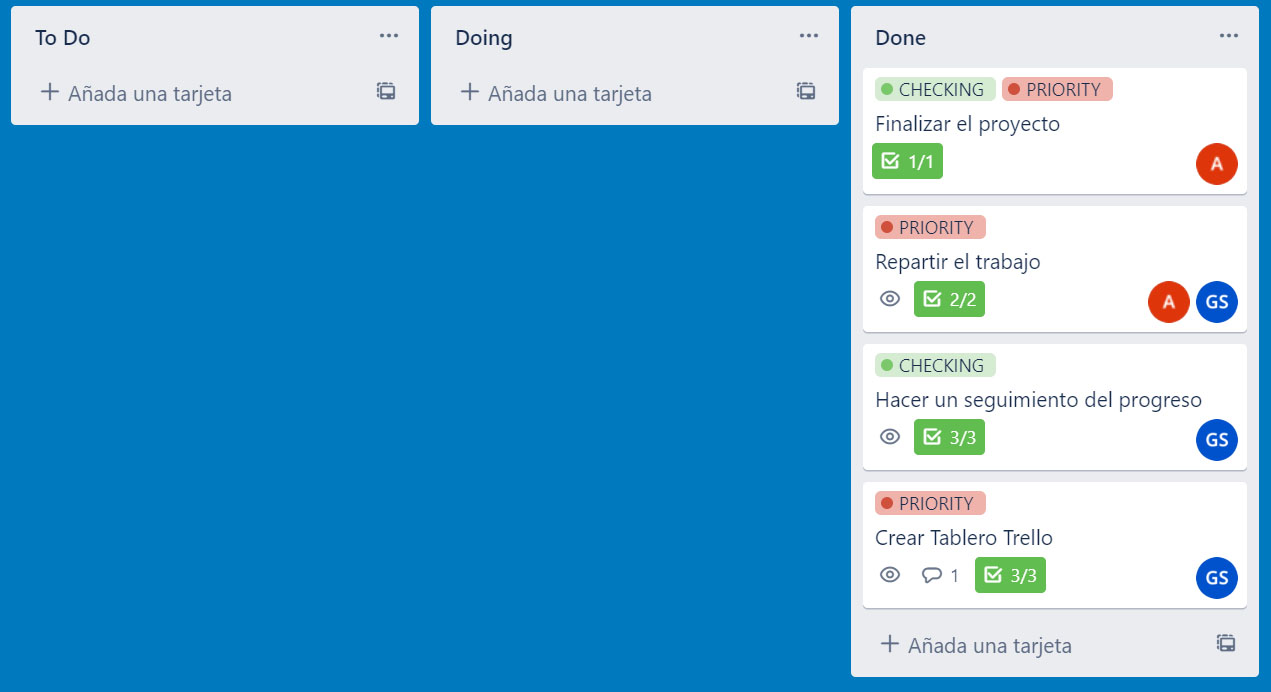 To Do
Añada una tarjeta
Doing
Añada una tarjeta
Done
CHECKING PRIORITY
Finalizar el proyecto
1/1 A
PRIORITY
Repartir el trabajo
2/2 A GS
CHECKING
Hacer un seguimiento del progreso
3/3 GS
PRIORITY
Crear Tablero Trello
1 3/3 GS
Añada una tarjeta